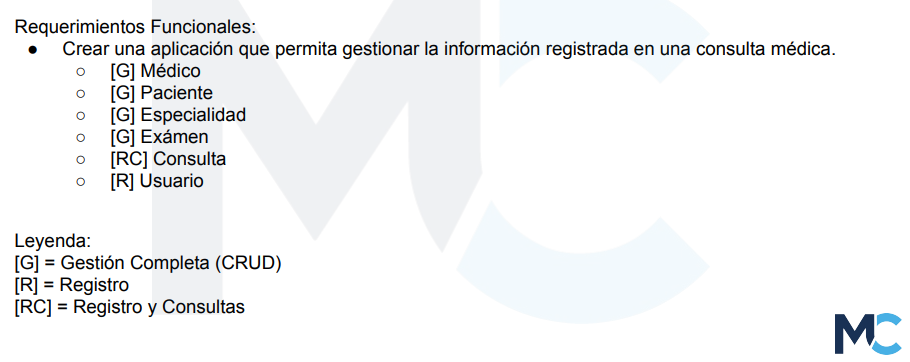 Requerimientos Funcionales:
● Crear una aplicación que permita gestionar la información registrada en una consulta médica.
○ [G] Médico
○ [G] Paciente
○ [G] Especialidad
○ [G] Exámen
○ [RC] Consulta
○ [R] Usuario
Leyenda:
[G] = Gestión Completa (CRUD)
[R] = Registro
[RC] = Registro y Consultas
MC